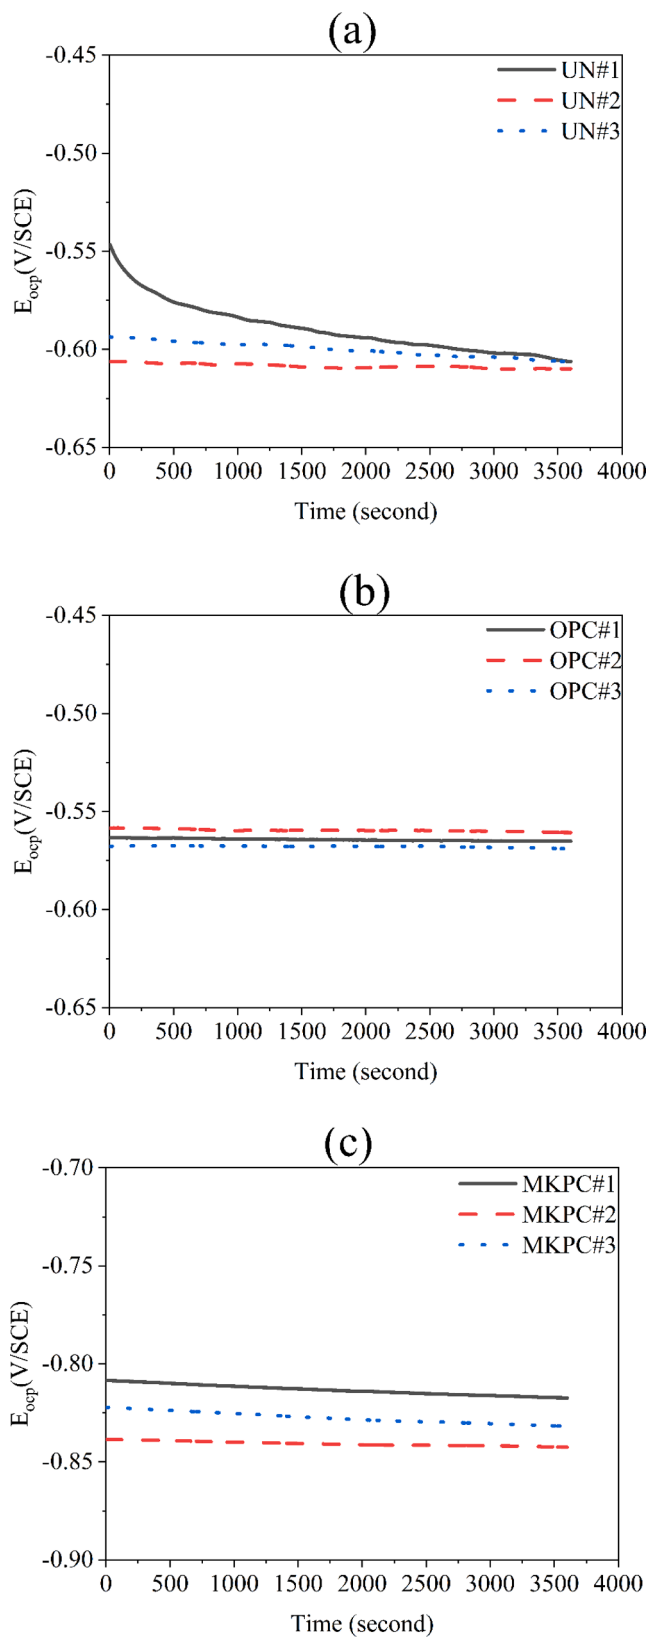 (a)
-0.45
-0.50
-0.55
-0.60
-0.65
E_ocp(V/SCE)
UN#1
UN#2
UN#3
0 500 1000 1500 2000 2500 3000 3500 4000
Time (second)
(b)
-0.45
-0.50
-0.55
-0.60
-0.65
E_ocp(V/SCE)
OPC#1
OPC#2
OPC#3
0 500 1000 1500 2000 2500 3000 3500 4000
Time (second)
(c)
-0.70
-0.75
-0.80
-0.85
-0.90
E_ocp(V/SCE)
MKPC#1
MKPC#2
MKPC#3
0 500 1000 1500 2000 2500 3000 3500 4000
Time (second)